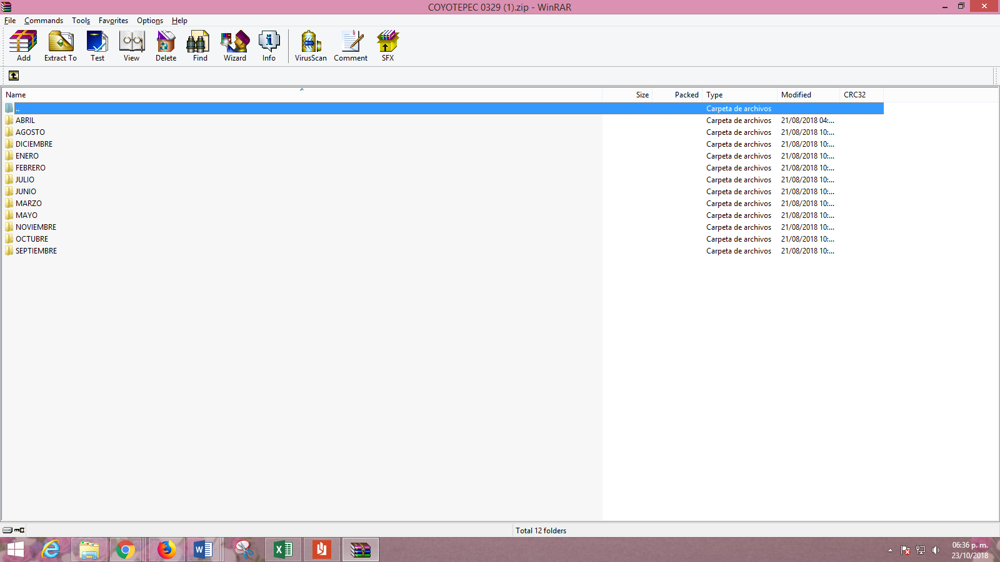 COYOTEPEC 0329 (1).zip - WinRAR
File Commands Tools Favorites Options Help
Add Extract To Test View Delete Find Wizard Info VirusScan Comment SFX
Name Size Packed Type Modified CRC32
.. Carpeta de archivos
ABRIL Carpeta de archivos 21/08/2018 04:...
AGOSTO Carpeta de archivos 21/08/2018 10:...
DICIEMBRE Carpeta de archivos 21/08/2018 10:...
ENERO Carpeta de archivos 21/08/2018 10:...
FEBRERO Carpeta de archivos 21/08/2018 10:...
JULIO Carpeta de archivos 21/08/2018 10:...
JUNIO Carpeta de archivos 21/08/2018 10:...
MARZO Carpeta de archivos 21/08/2018 10:...
MAYO Carpeta de archivos 21/08/2018 10:...
NOVIEMBRE Carpeta de archivos 21/08/2018 10:...
OCTUBRE Carpeta de archivos 21/08/2018 10:...
SEPTIEMBRE Carpeta de archivos 21/08/2018 10:...
Total 12 folders
06:36 p. m.
23/10/2018